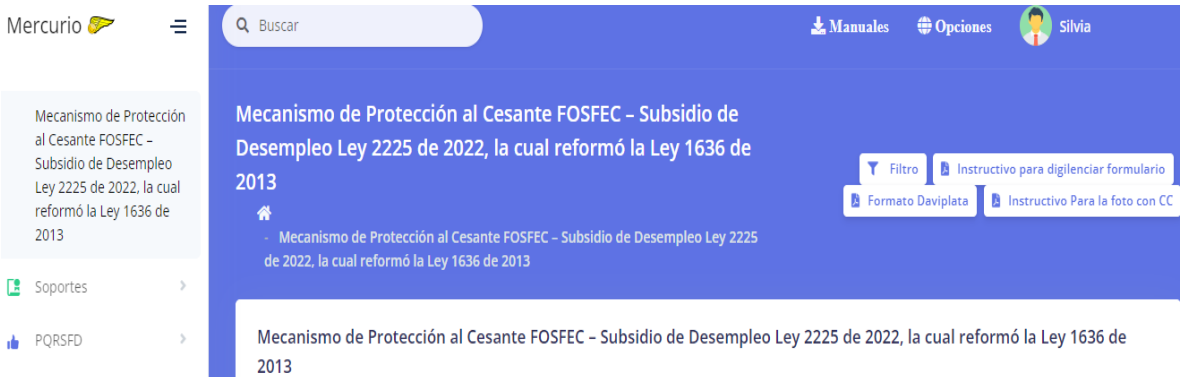 Mercurio
Buscar
Manuales
Opciones
Silvia
Mecanismo de Protección
al Cesante FOSFEC –
Subsidio de Desempleo
Ley 2225 de 2022, la cual
reformó la Ley 1636 de
2013
Soportes
PQRSFD
Mecanismo de Protección al Cesante FOSFEC – Subsidio de
Desempleo Ley 2225 de 2022, la cual reformó la Ley 1636 de
2013
- Mecanismo de Protección al Cesante FOSFEC – Subsidio de Desempleo Ley 2225
de 2022, la cual reformó la Ley 1636 de 2013
Filtro
Instructivo para digilenciar formulario
Formato Daviplata
Instructivo Para la foto con CC
Mecanismo de Protección al Cesante FOSFEC – Subsidio de Desempleo Ley 2225 de 2022, la cual reformó la Ley 1636 de
2013